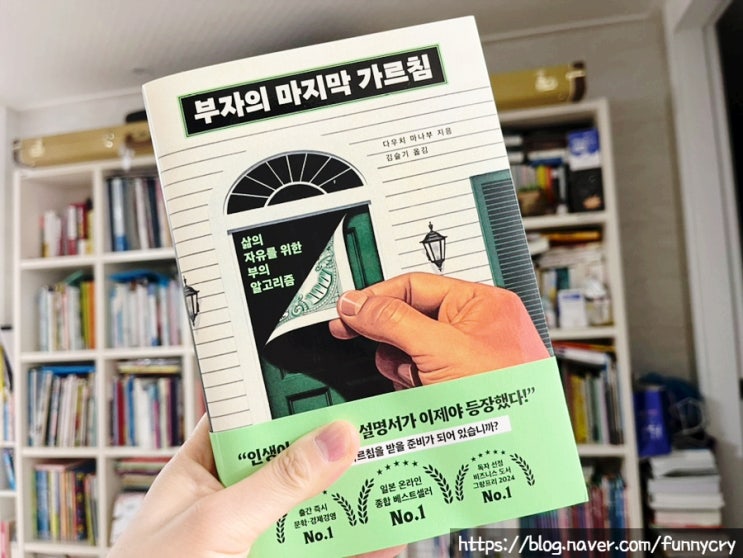 부자의 마지막 가르침
다우치 마나부 지음
김슬기 옮김
삶의
자유를 위한
부의
알고리즘
“인생의 설명서가 이제야 등장했다!”
르침을 받을 준비가 되어 있습니까?
출간 즉시
문학·경제경영
No.1
일본 온라인
종합 베스트셀러
No.1
독자 선정
비즈니스 도서
그랑프리 2024
No.1
https://blog.naver.com/funnycry